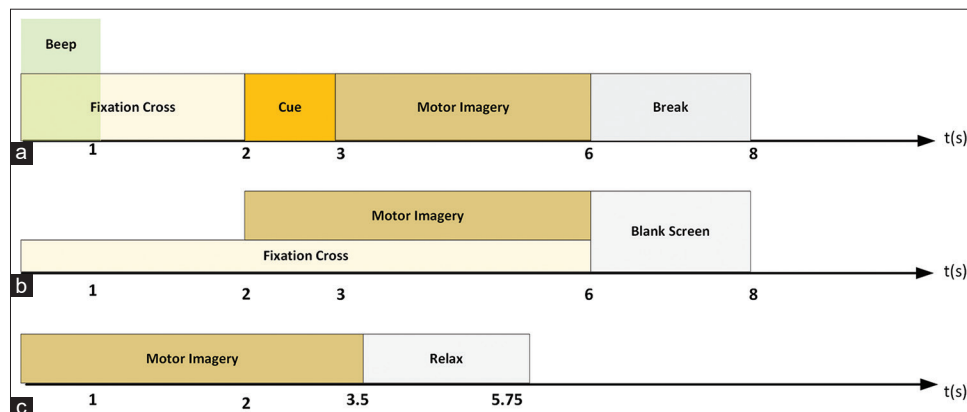 Beep
Fixation Cross Cue Motor Imagery Break
t(s)
a 1 2 3 6 8
Motor Imagery
Blank Screen
Fixation Cross
t(s)
b 1 2 3 6 8
Motor Imagery Relax
t(s)
c 1 2 3.5 5.75